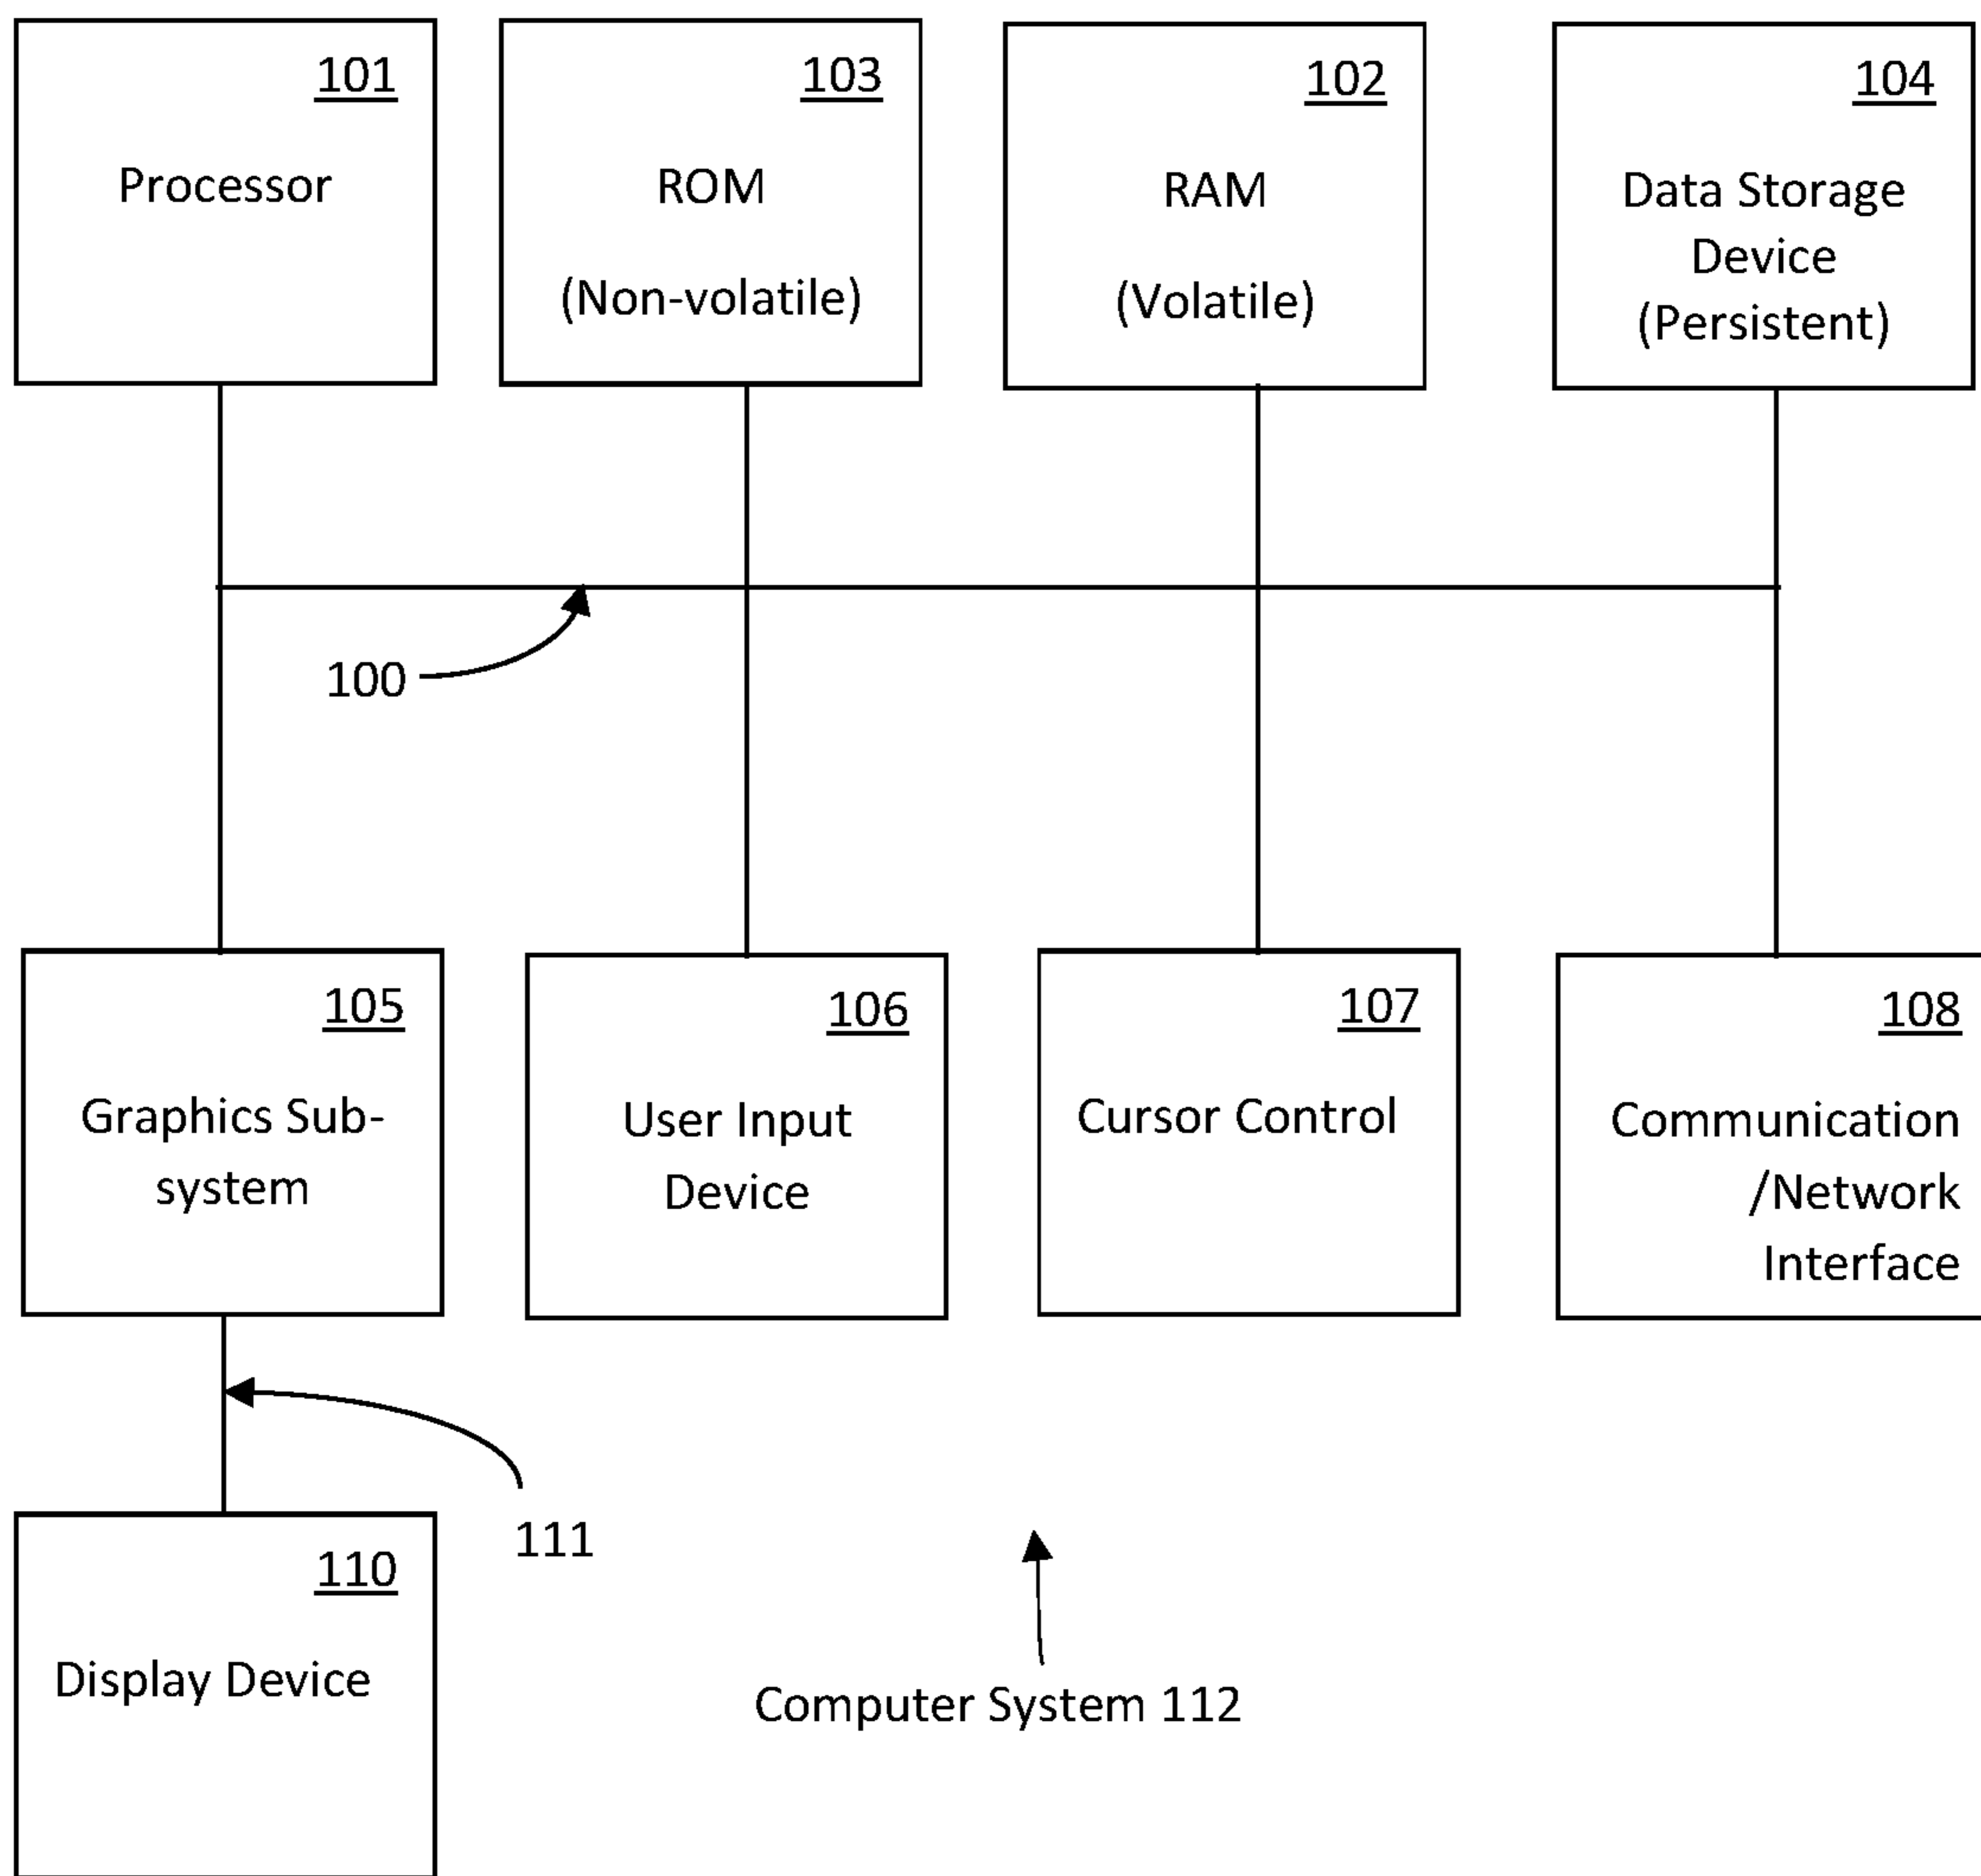 101
Processor
103
ROM
(Non-volatile)
102
RAM
(Volatile)
104
Data Storage
Device
(Persistent)
100
105
Graphics Sub-
system
106
User Input
Device
107
Cursor Control
108
Communication
/Network
Interface
111
110
Display Device
Computer System 112